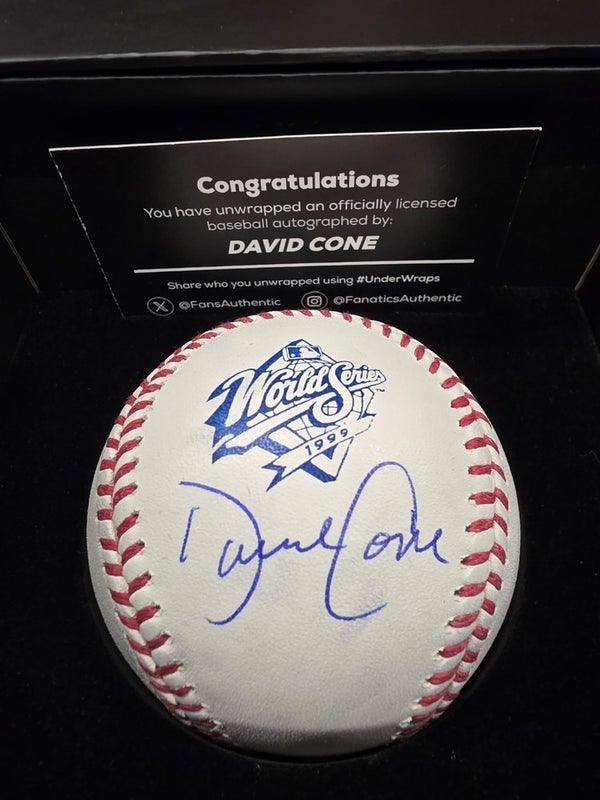 Congratulations
You have unwrapped an officially licensed
baseball autographed by:
DAVID CONE
Share who you unwrapped using #UnderWraps
@FansAuthentic @FanaticsAuthentic
World Series™
1999
David Cone